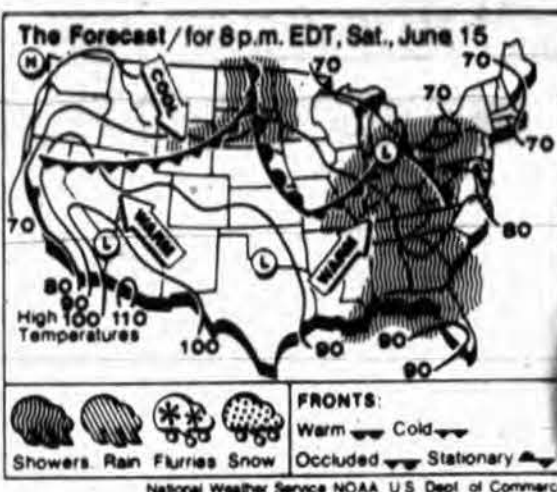 The Forecast / for 8 p.m. EDT, Sat., June 15
H
70
70
COOL
70
70
L
70
WARM
80
L
L
WARM
80
90
High 100 110
Temperatures
100
90
90
90
FRONTS:
Warm Cold
Showers Rain Flurries Snow
Occluded Stationary
National Weather Service NOAA U S Dept of Commerc